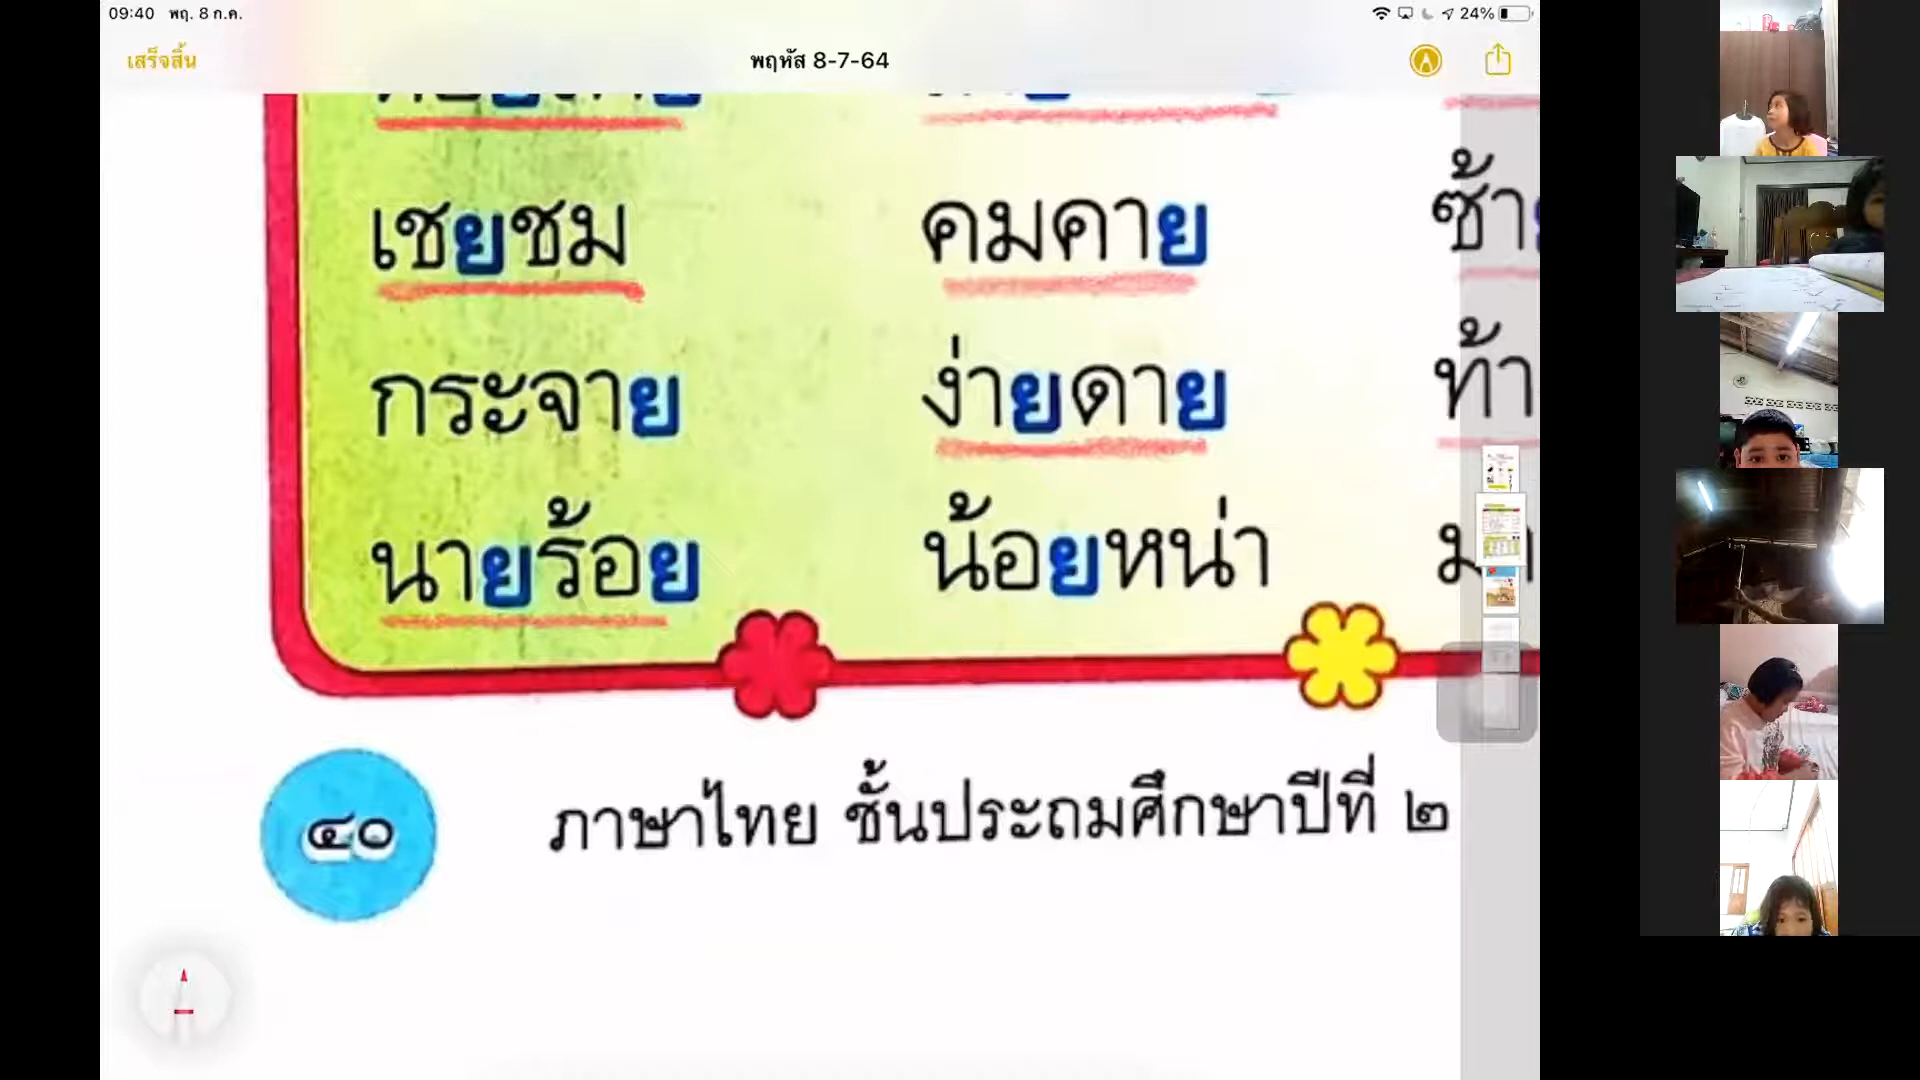 09:40 พฤ. 8 ก.ค. 24%
เสร็จสิ้น พฤหัส 8-7-64
เชยชม คมคาย
กระจาย ง่ายดาย
นายร้อย น้อยหน่า
๔๐ ภาษาไทย ชั้นประถมศึกษาปีที่ ๒